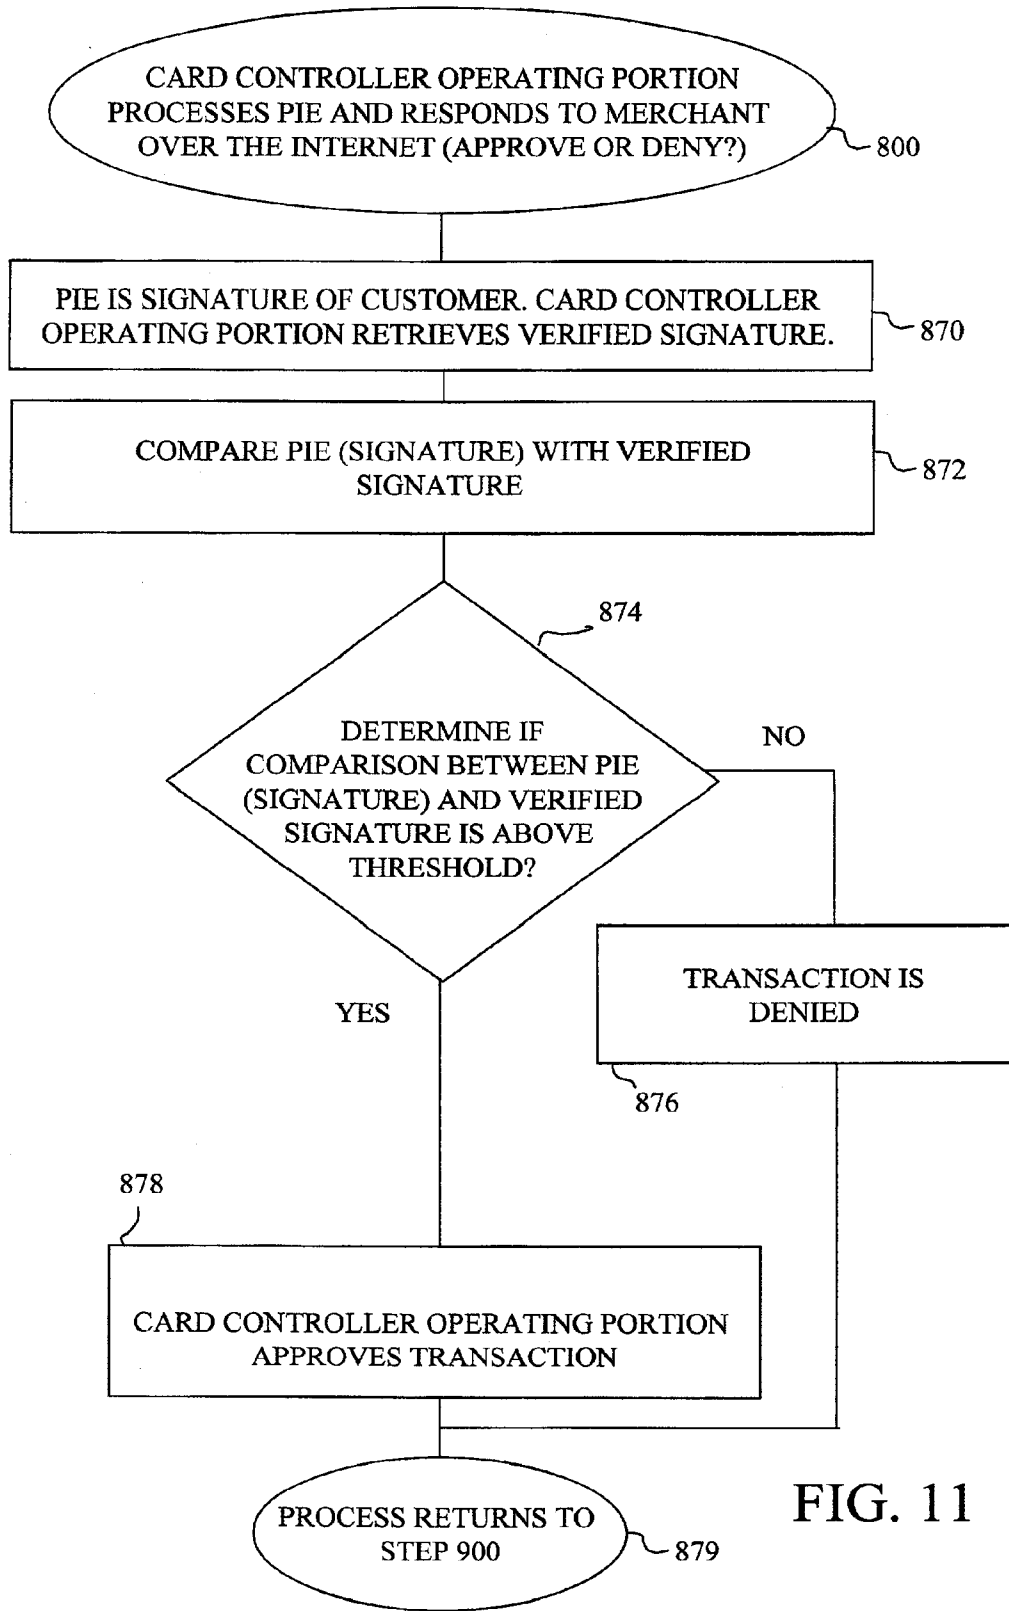 CARD CONTROLLER OPERATING PORTION
PROCESSES PIE AND RESPONDS TO MERCHANT
OVER THE INTERNET (APPROVE OR DENY?)
800
PIE IS SIGNATURE OF CUSTOMER. CARD CONTROLLER
OPERATING PORTION RETRIEVES VERIFIED SIGNATURE.
870
COMPARE PIE (SIGNATURE) WITH VERIFIED
SIGNATURE
872
874
DETERMINE IF
COMPARISON BETWEEN PIE
(SIGNATURE) AND VERIFIED
SIGNATURE IS ABOVE
THRESHOLD?
NO
YES
TRANSACTION IS
DENIED
876
878
CARD CONTROLLER OPERATING PORTION
APPROVES TRANSACTION
PROCESS RETURNS TO
STEP 900
879
FIG. 11